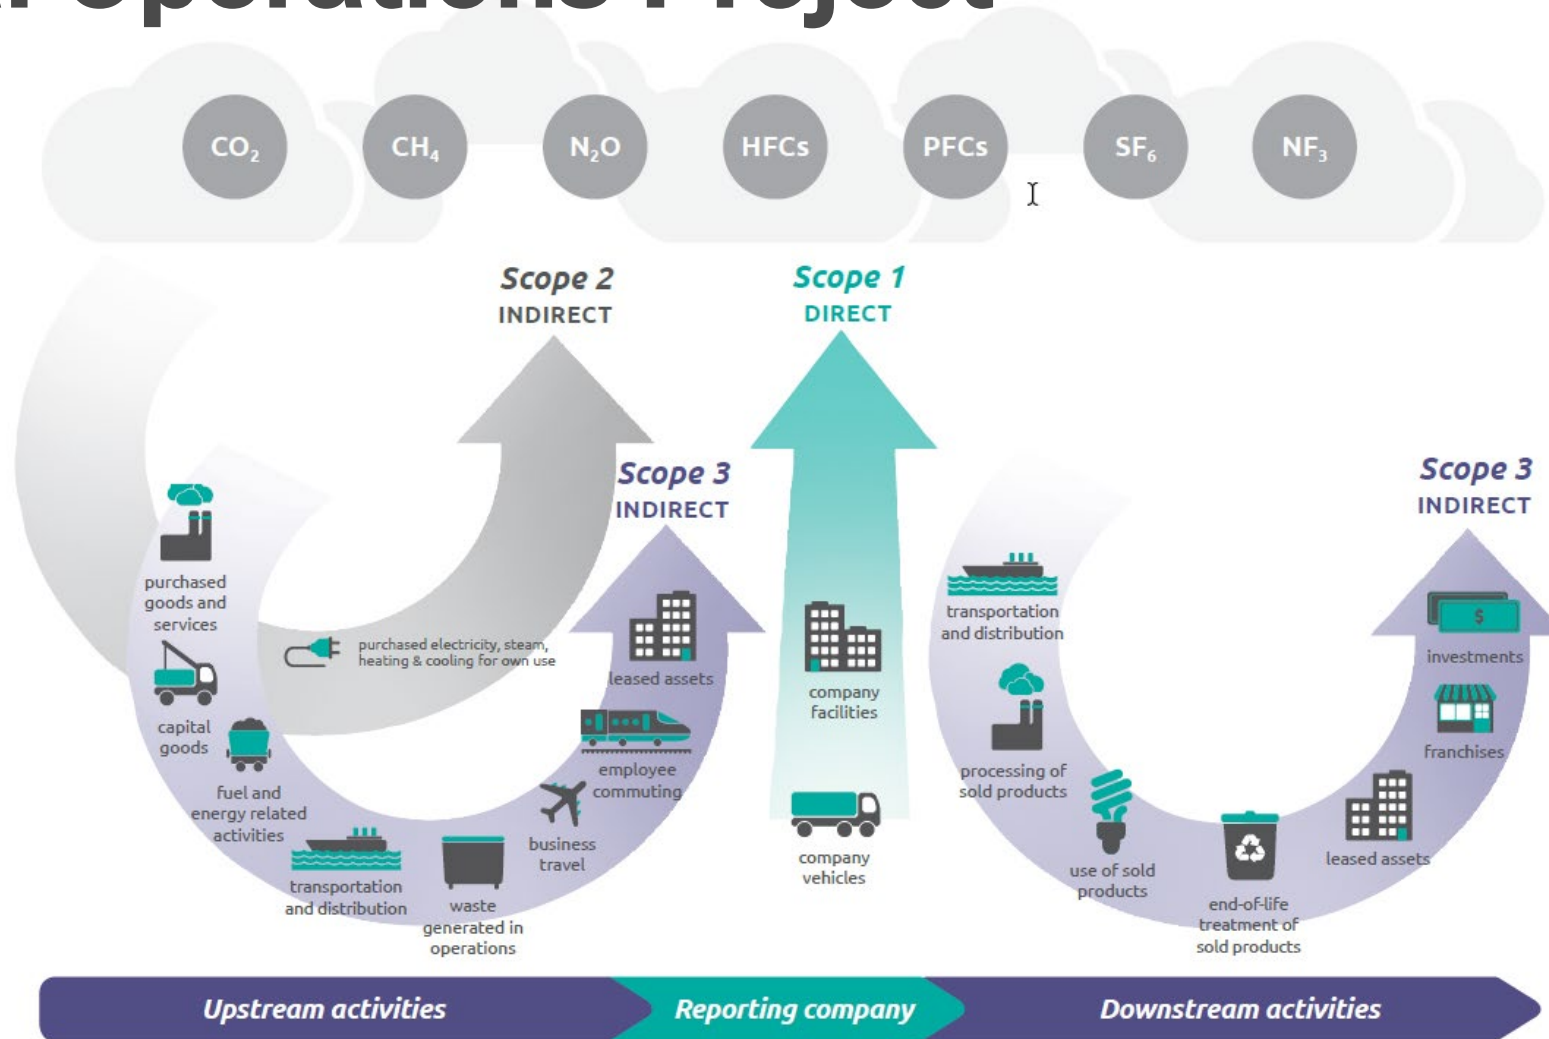 Operations Project
CO₂
CH₄
N₂O
HFCs
PFCs
SF₆
NF₃
Scope 2
INDIRECT
Scope 1
DIRECT
Scope 3
INDIRECT
Scope 3
INDIRECT
purchased
goods and
services
capital
goods
fuel and
energy related
activities
transportation
and distribution
waste
generated in
operations
business
travel
employee
commuting
leased assets
purchased electricity, steam,
heating & cooling for own use
company
facilities
company
vehicles
transportation
and distribution
processing of
sold products
use of sold
products
end-of-life
treatment of
sold products
leased assets
franchises
investments
$
Upstream activities
Reporting company
Downstream activities